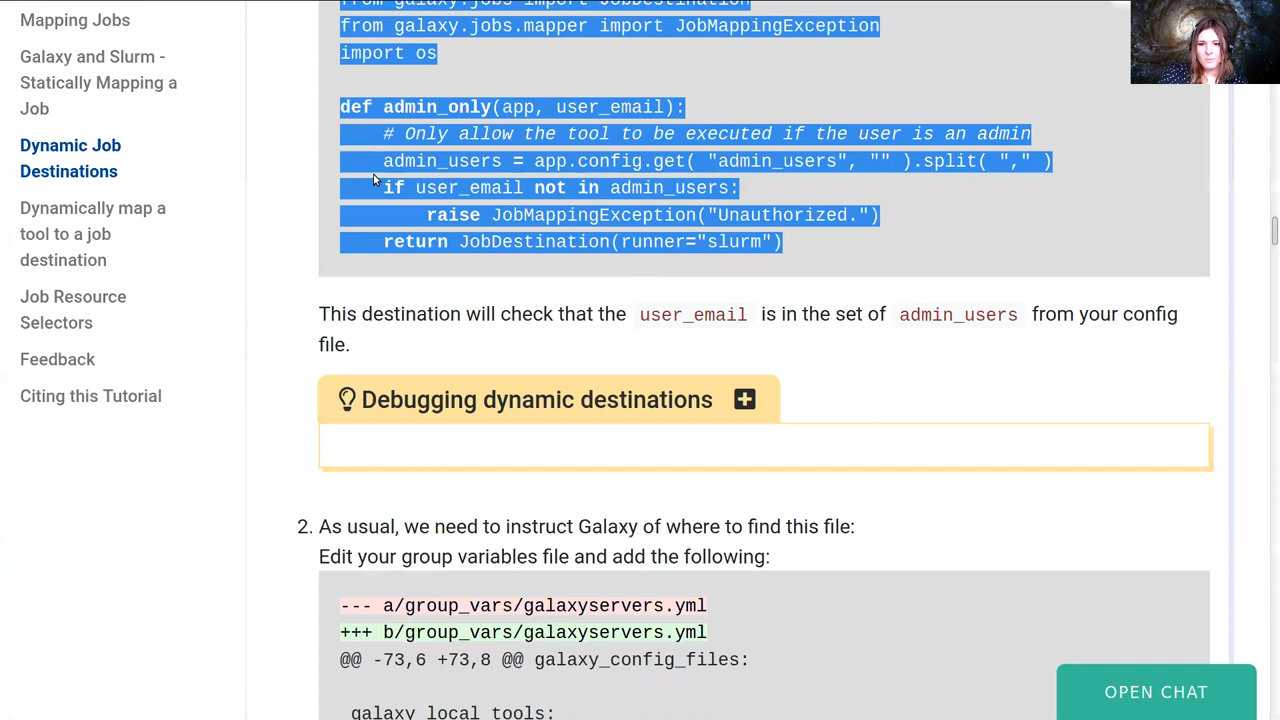 Mapping Jobs
Galaxy and Slurm -
Statically Mapping a
Job
Dynamic Job
Destinations
Dynamically map a
tool to a job
destination
Job Resource
Selectors
Feedback
Citing this Tutorial
from galaxy.jobs import JobDestination
from galaxy.jobs.mapper import JobMappingException
import os
def admin_only(app, user_email):
# Only allow the tool to be executed if the user is an admin
admin_users = app.config.get( "admin_users", "" ).split( "," )
if user_email not in admin_users:
raise JobMappingException("Unauthorized.")
return JobDestination(runner="slurm")
This destination will check that the user_email is in the set of admin_users from your config
file.
Debugging dynamic destinations
2. As usual, we need to instruct Galaxy of where to find this file:
Edit your group variables file and add the following:
--- a/group_vars/galaxyservers.yml
+++ b/group_vars/galaxyservers.yml
@@ -73,6 +73,8 @@ galaxy_config_files:
galaxy_local_tools:
OPEN CHAT